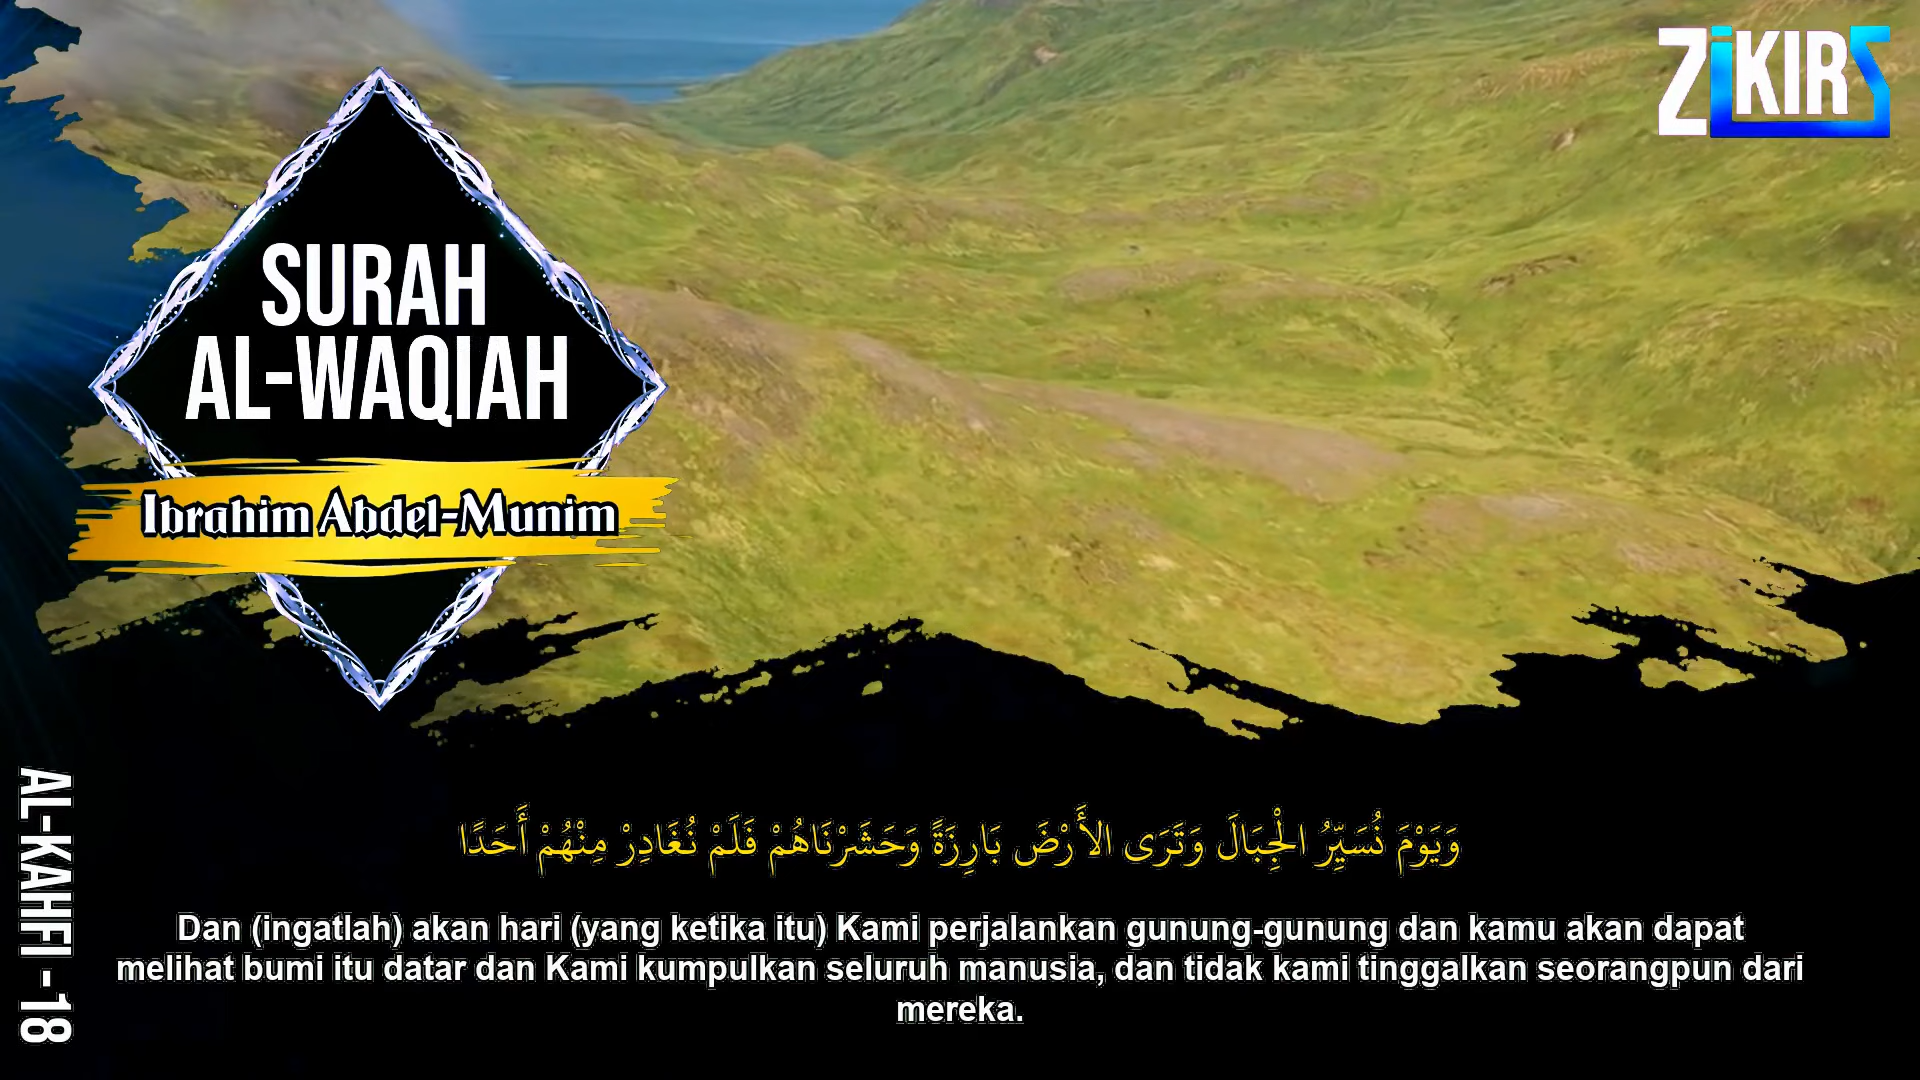 ZiKIRS
SURAH
AL-WAQIAH
Ibrahim Abdel-Munim
AL-KAHFI - 18
وَيَوْمَ نُسَيِّرُ الْجِبَالَ وَتَرَى الأَرْضَ بَارِزَةً وَحَشَرْنَاهُمْ فَلَمْ نُغَادِرْ مِنْهُمْ أَحَدًا
Dan (ingatlah) akan hari (yang ketika itu) Kami perjalankan gunung-gunung dan kamu akan dapat
melihat bumi itu datar dan Kami kumpulkan seluruh manusia, dan tidak kami tinggalkan seorangpun dari
mereka.